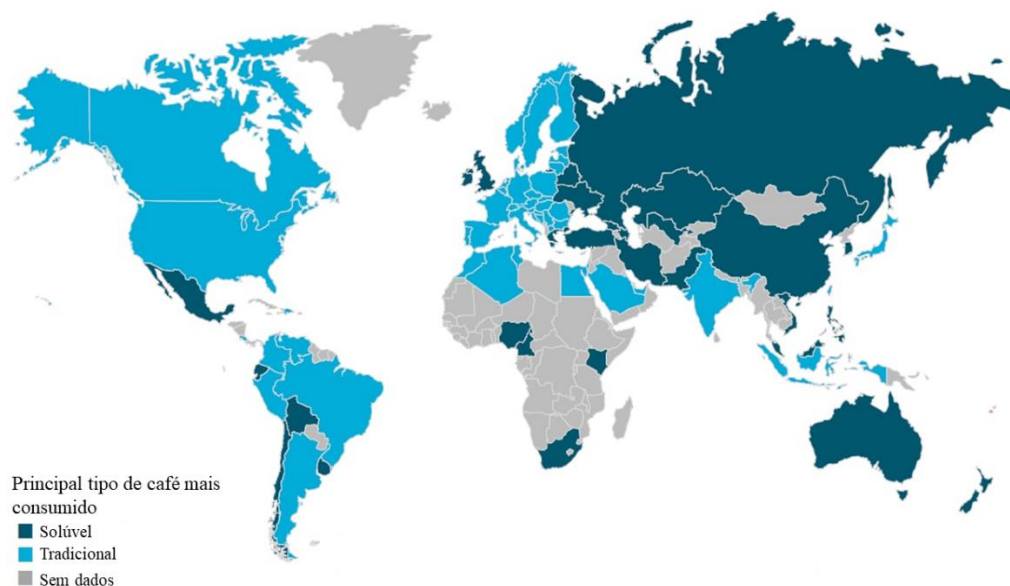 Principal tipo de café mais
consumido
Solúvel
Tradicional
Sem dados